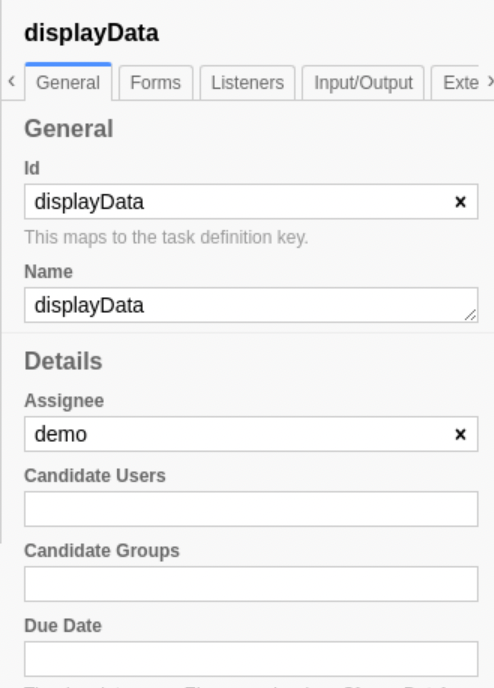 displayData
General Forms Listeners Input/Output Exte
General
Id
displayData
This maps to the task definition key.
Name
displayData
Details
Assignee
demo
Candidate Users
Candidate Groups
Due Date